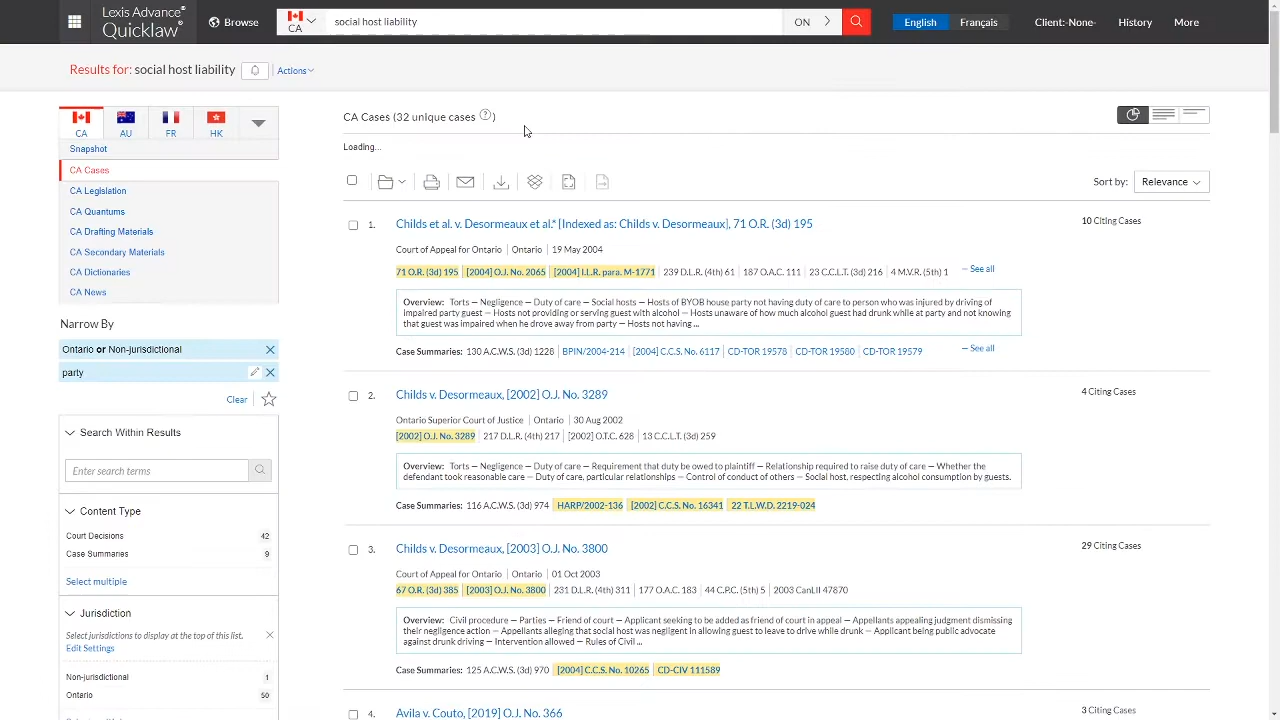 Lexis Advance®
Quicklaw®
Browse
CA
social host liability
ON
English
Français
Client-None-
History
More
Results for: social host liability
Actions
CA
AU
FR
HK
Snapshot
CA Cases
CA Legislation
CA Quantums
CA Drafting Materials
CA Secondary Materials
CA Dictionaries
CA News
Narrow By
Ontario or Non-jurisdictional
party
Clear
Search Within Results
Enter search terms
Content Type
Court Decisions 42
Case Summaries 9
Select multiple
Jurisdiction
Select jurisdictions to display at the top of this list.
Edit Settings
Non-jurisdictional 1
Ontario 50
CA Cases (32 unique cases ?)
Loading...
Sort by: Relevance
1. Childs et al. v. Desormeaux et al.* [Indexed as: Childs v. Desormeaux], 71 O.R. (3d) 195
10 Citing Cases
Court of Appeal for Ontario | Ontario | 19 May 2004
71 O.R. (3d) 195 | [2004] O.J. No. 2065 | [2004] I.L.R. para. M-1771 | 239 D.L.R. (4th) 61 | 187 O.A.C. 111 | 23 C.C.L.T. (3d) 216 | 4 M.V.R. (5th) 1 – See all
Overview: Torts — Negligence — Duty of care — Social hosts — Hosts of BYOB house party not having duty of care to person who was injured by driving of
impaired party guest — Hosts not providing or serving guest with alcohol — Hosts unaware of how much alcohol guest had drunk while at party and not knowing
that guest was impaired when he drove away from party — Hosts not having ...
Case Summaries: 130 A.C.W.S. (3d) 1228 | BPIN/2004-214 | [2004] C.C.S. No. 6117 | CD-TOR 19578 | CD-TOR 19580 | CD-TOR 19579 – See all
2. Childs v. Desormeaux, [2002] O.J. No. 3289
4 Citing Cases
Ontario Superior Court of Justice | Ontario | 30 Aug 2002
[2002] O.J. No. 3289 | 217 D.L.R. (4th) 217 | [2002] O.T.C. 628 | 13 C.C.L.T. (3d) 259
Overview: Torts — Negligence — Duty of care — Requirement that duty be owed to plaintiff — Relationship required to raise duty of care — Whether the
defendant took reasonable care — Duty of care, particular relationships — Control of conduct of others — Social host, respecting alcohol consumption by guests.
Case Summaries: 116 A.C.W.S. (3d) 974 | HARP/2002-136 | [2002] C.C.S. No. 16341 | 22 T.L.W.D. 2219-024
3. Childs v. Desormeaux, [2003] O.J. No. 3800
29 Citing Cases
Court of Appeal for Ontario | Ontario | 01 Oct 2003
67 O.R. (3d) 385 | [2003] O.J. No. 3800 | 231 D.L.R. (4th) 311 | 177 O.A.C. 183 | 44 C.P.C. (5th) 5 | 2003 CanLII 47870
Overview: Civil procedure — Parties — Friend of court — Applicant seeking to be added as friend of court in appeal — Appellants appealing judgment dismissing
their negligence action — Appellants alleging that social host was negligent in allowing guest to leave to drive while drunk — Applicant being public advocate
against drunk driving — Intervention allowed — Rules of Civil ...
Case Summaries: 125 A.C.W.S. (3d) 970 | [2004] C.C.S. No. 10265 | CD-CIV 111589
4. Avila v. Couto, [2019] O.J. No. 366
3 Citing Cases